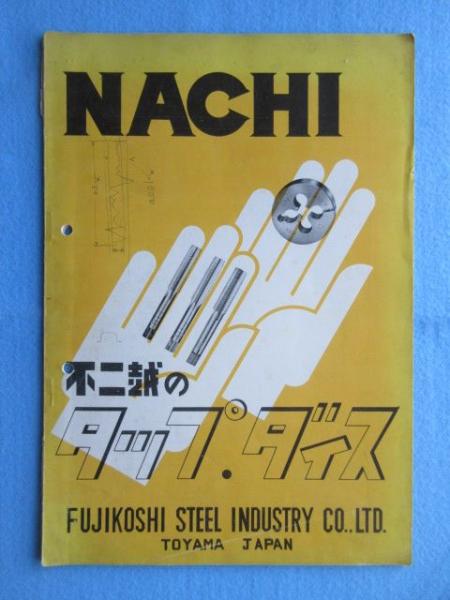 NACHI
不二越の
タップ.ダイス
FUJIKOSHI STEEL INDUSTRY CO.,LTD.
TOYAMA JAPAN